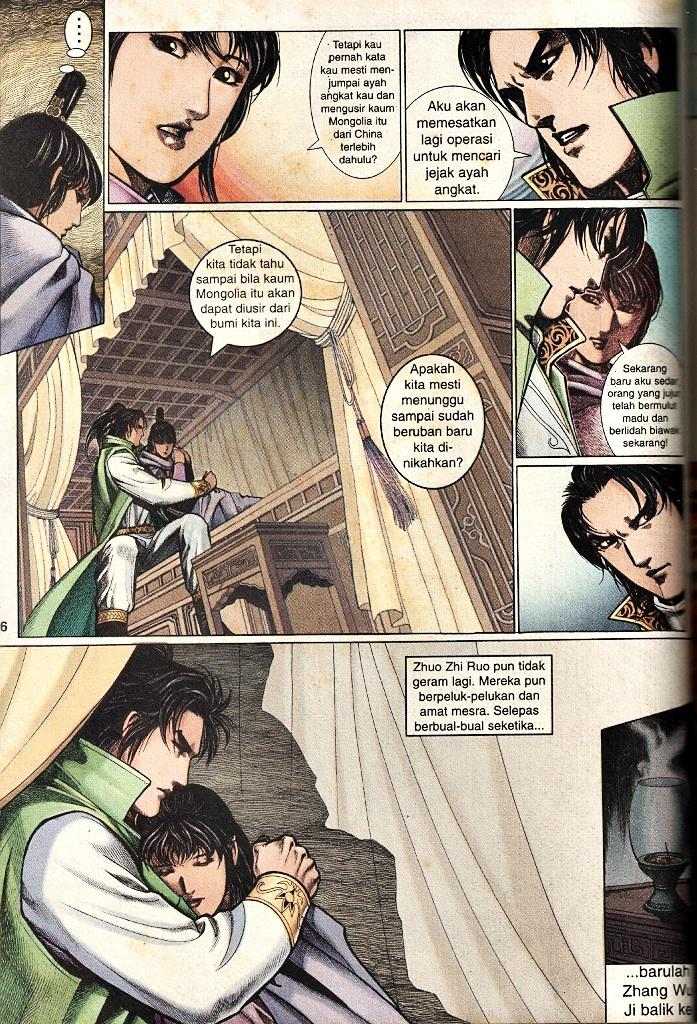 ....
Tetapi kau
pernah kata
kau mesti men-
jumpai ayah
angkat kau dan
mengusir kaum
Mongolia itu
dari China
terlebih
dahulu?
Aku akan
memesatkan
lagi operasi
untuk mencari
jejak ayah
angkat.
Tetapi
kita tidak tahu
sampai bila kaum
Mongolia itu akan
dapat diusir dari
bumi kita ini.
Apakah
kita mesti
menunggu
sampai sudah
beruban baru
kita di-
nikahkan?
Sekarang
baru aku
orang yang
telah bermulut
madu dan
berlidah
sekarang!
6
Zhuo Zhi Ruo pun tidak
geram lagi. Mereka pun
berpeluk-pelukan dan
amat mesra. Selepas
berbual-bual seketika...
...barulah
Zhang
Ji balik